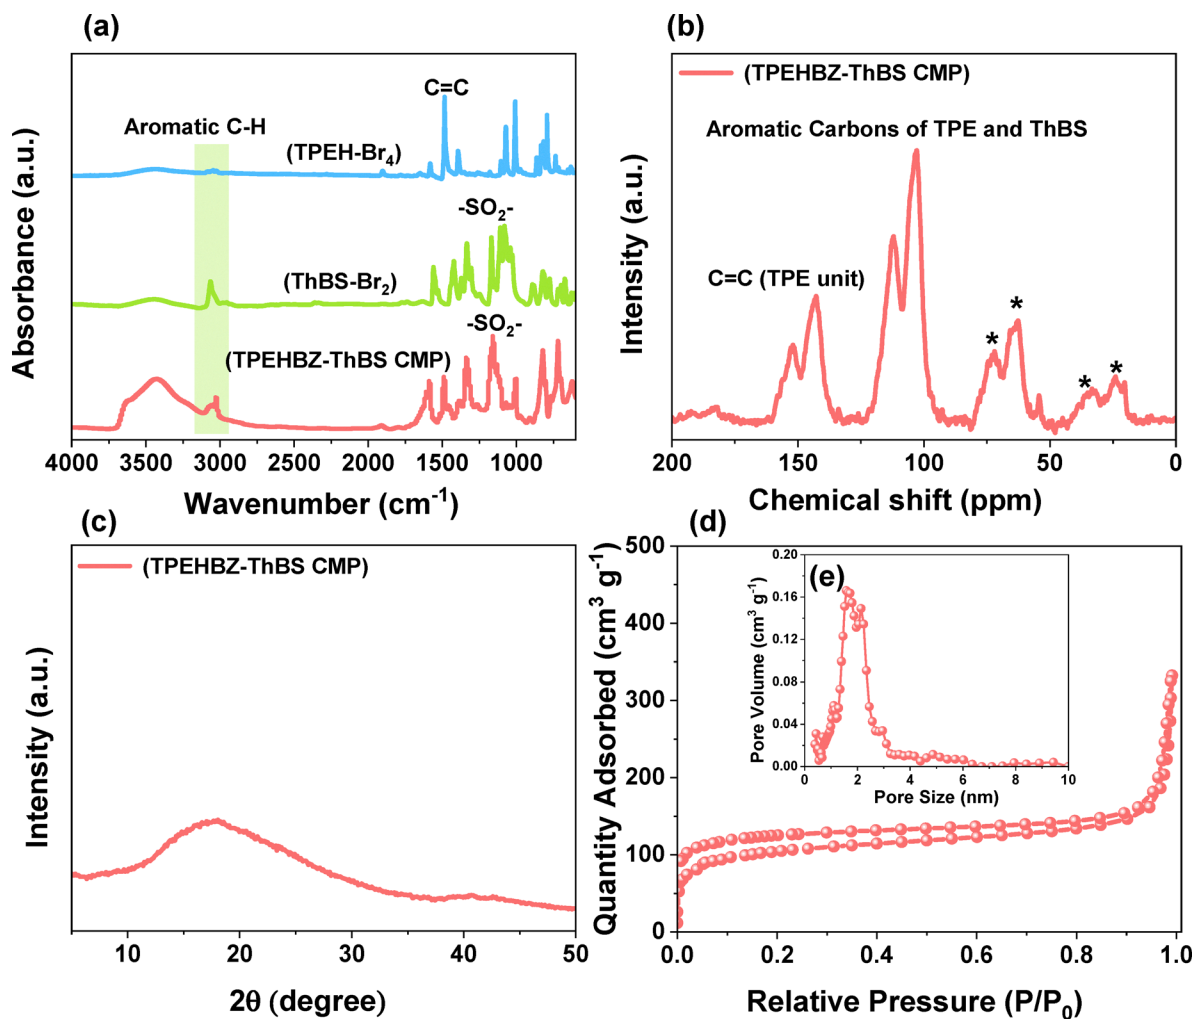 (a)
C=C
Aromatic C-H
(TPEH-Br₄)
-SO₂-
(ThBS-Br₂)
-SO₂-
(TPEHBZ-ThBS CMP)
Absorbance (a.u.)
4000 3500 3000 2500 2000 1500 1000
Wavenumber (cm⁻¹)
(b)
(TPEHBZ-ThBS CMP)
Aromatic Carbons of TPE and ThBS
C=C (TPE unit)
* * * *
Intensity (a.u.)
200 150 100 50 0
Chemical shift (ppm)
(c)
(TPEHBZ-ThBS CMP)
Intensity (a.u.)
10 20 30 40 50
2θ (degree)
(d)
500
400
300
200
100
0
Quantity Adsorbed (cm³ g⁻¹)
0.0 0.2 0.4 0.6 0.8 1.0
Relative Pressure (P/P₀)
(e)
0.20
0.16
0.12
0.08
0.04
0.00
Pore Volume (cm³ g⁻¹)
0 2 4 6 8 10
Pore Size (nm)